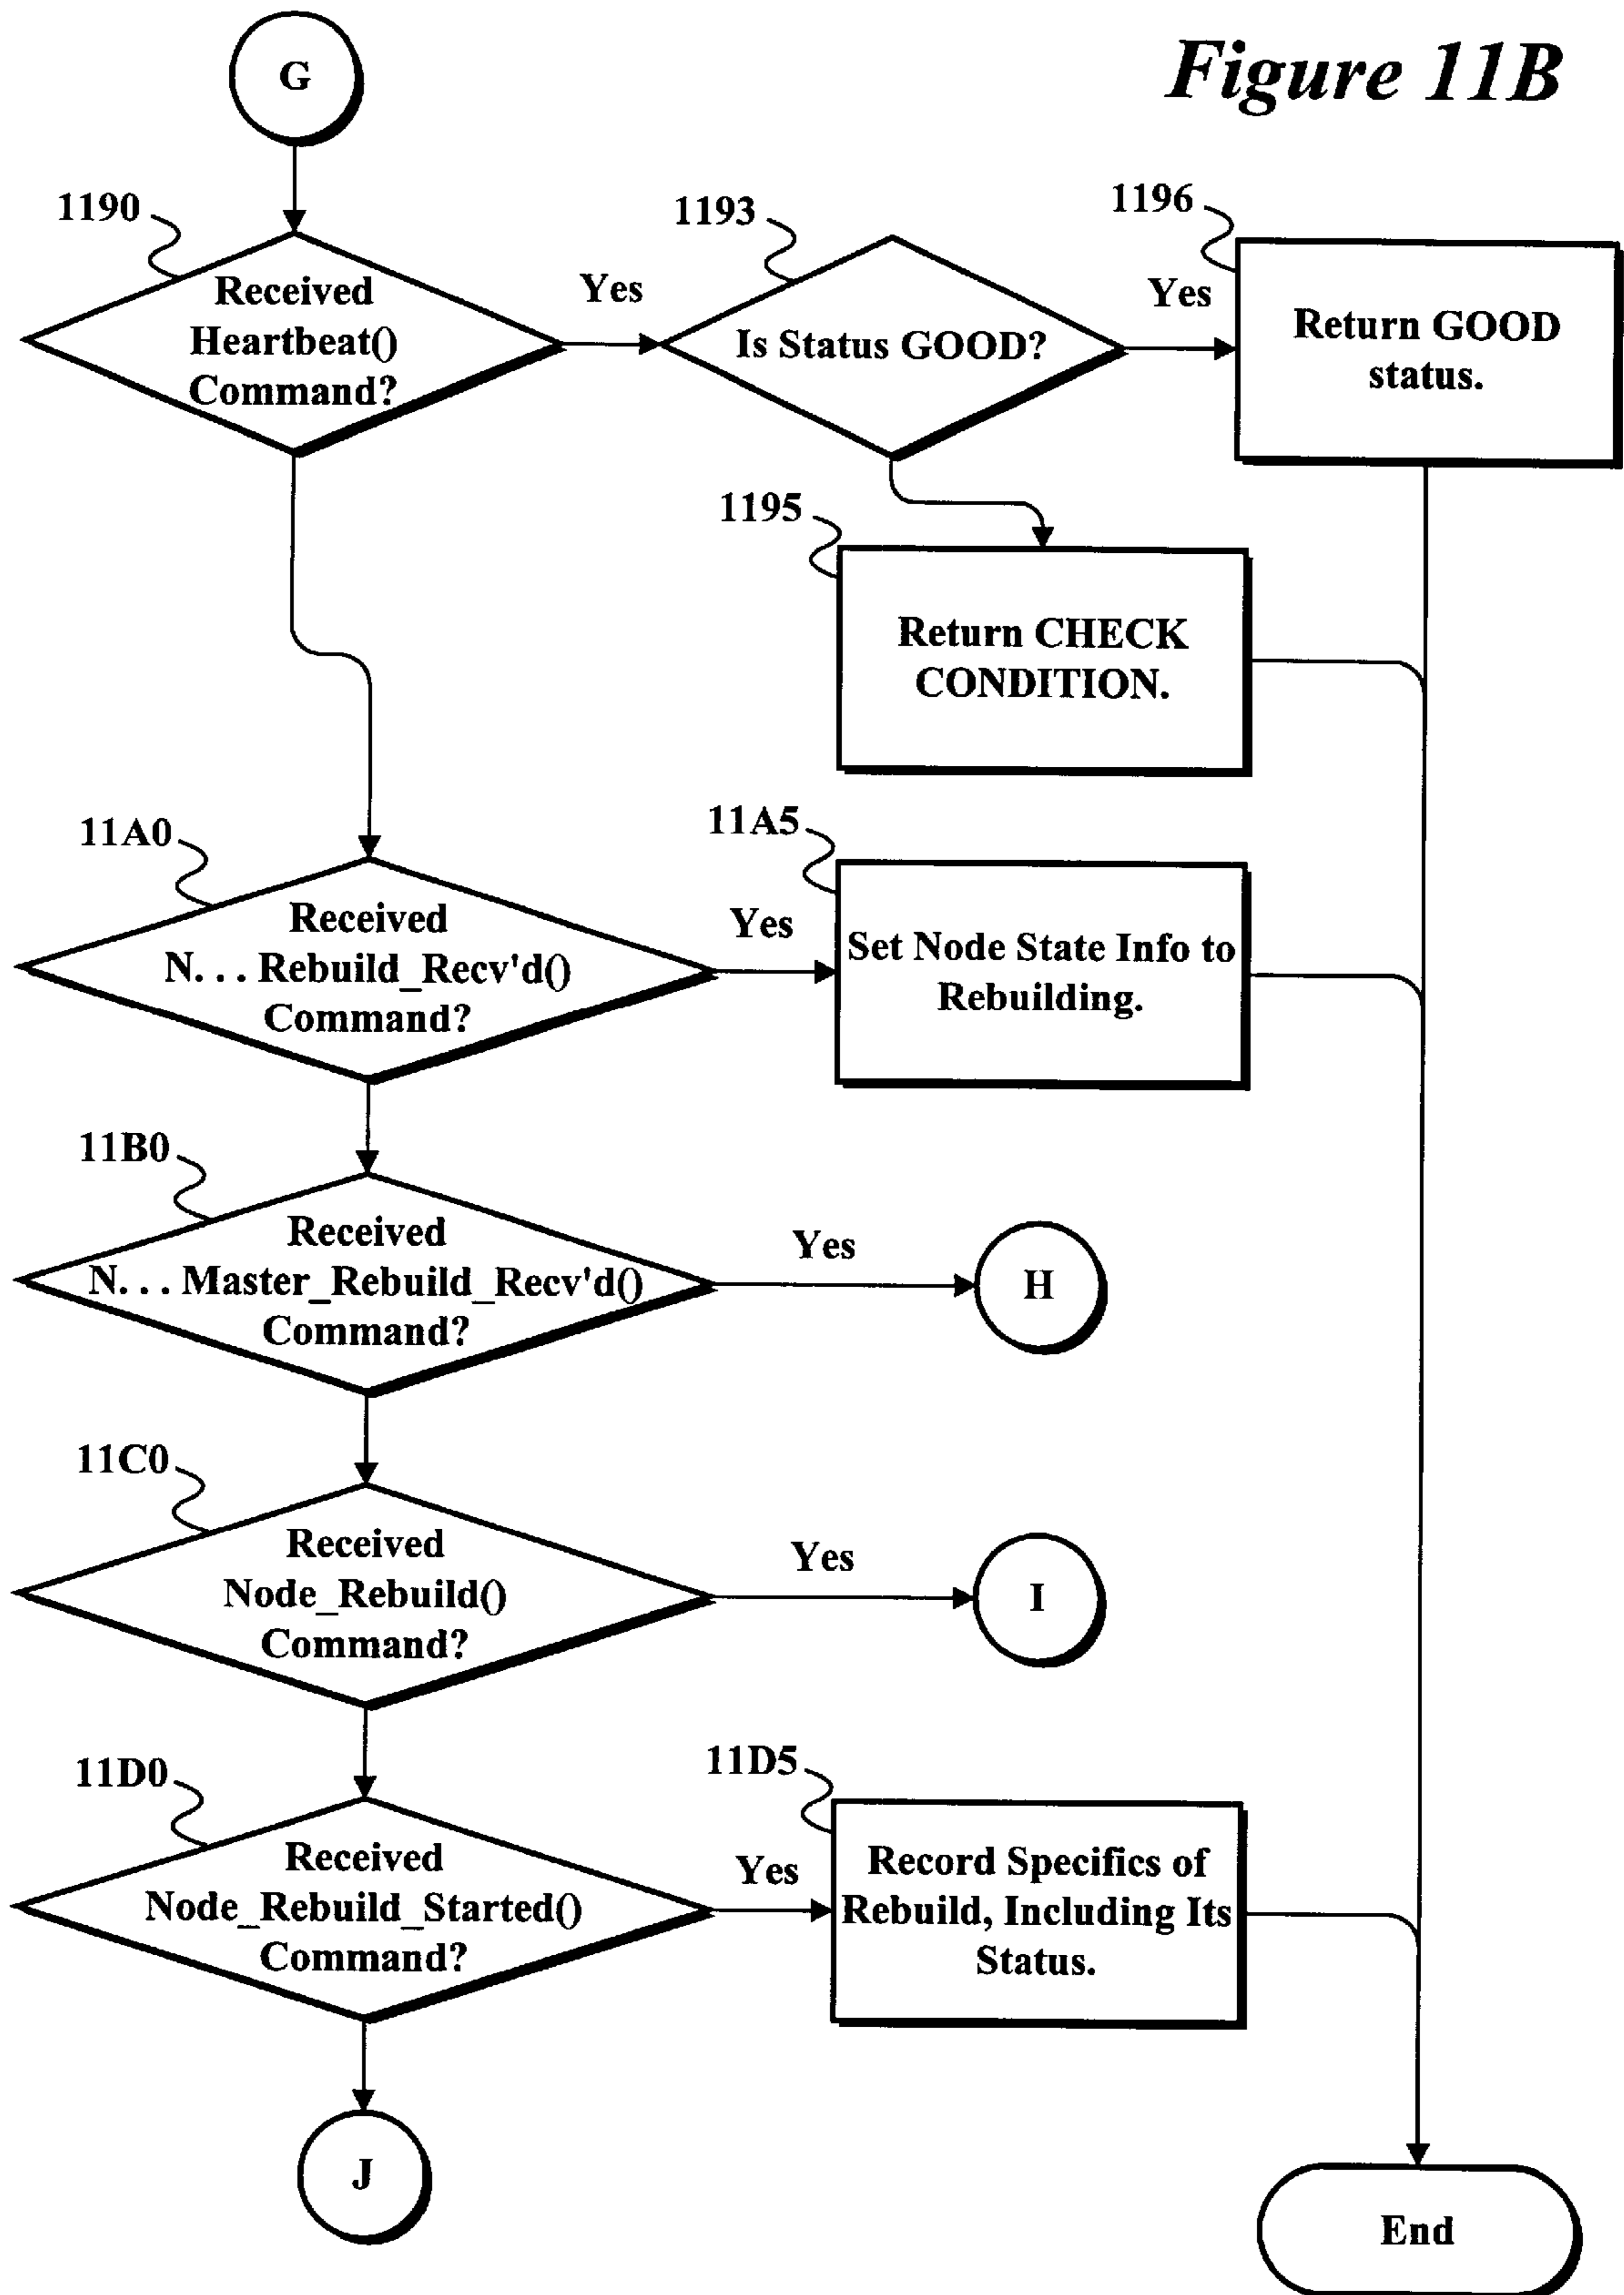 Figure 11B
G
1190
Received
Heartbeat()
Command?
Yes
1193
Is Status GOOD?
Yes
1196
Return GOOD
status.
1195
Return CHECK
CONDITION.
11A0
Received
N. . . Rebuild_Recv'd()
Command?
Yes
11A5
Set Node State Info to
Rebuilding.
11B0
Received
N. . . Master_Rebuild_Recv'd()
Command?
Yes
H
11C0
Received
Node_Rebuild()
Command?
Yes
I
11D0
Received
Node_Rebuild_Started()
Command?
Yes
11D5
Record Specifics of
Rebuild, Including Its
Status.
J
End